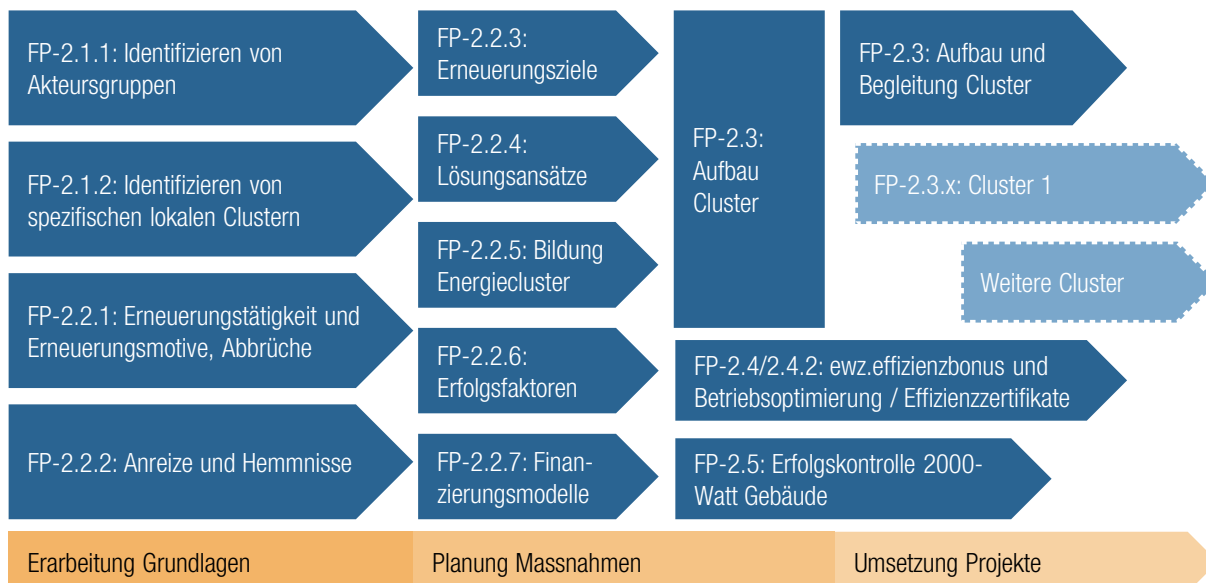 FP-2.1.1: Identifizieren von
Akteursgruppen
FP-2.1.2: Identifizieren von
spezifischen lokalen Clustern
FP-2.2.1: Erneuerungstätigkeit und
Erneuerungsmotive, Abbrüche
FP-2.2.2: Anreize und Hemmnisse
FP-2.2.3:
Erneuerungsziele
FP-2.2.4:
Lösungsansätze
FP-2.2.5: Bildung
Energiecluster
FP-2.2.6:
Erfolgsfaktoren
FP-2.2.7: Finan-
zierungsmodelle
FP-2.3:
Aufbau
Cluster
FP-2.3: Aufbau und
Begleitung Cluster
FP-2.3.x: Cluster 1
Weitere Cluster
FP-2.4/2.4.2: ewz.effizienzbonus und
Betriebsoptimierung / Effizienzzertifikate
FP-2.5: Erfolgskontrolle 2000-
Watt Gebäude
Erarbeitung Grundlagen
Planung Massnahmen
Umsetzung Projekte